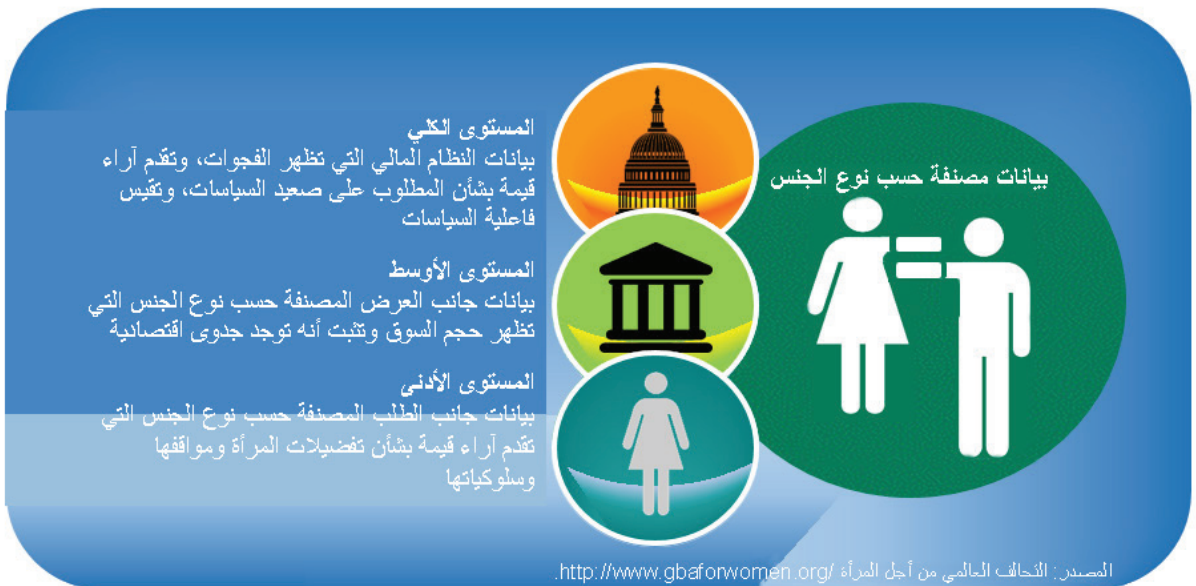 بيانات مصنفة حسب نوع الجنس
المستوى الكلي
بيانات النظام المالي التي تظهر الفجوات، وتقدم آراء
قيمة بشأن المطلوب على صعيد السياسات، وتقيس
فاعلية السياسات
المستوى الأوسط
بيانات جانب العرض المصنفة حسب نوع الجنس التي
تظهر حجم السوق وتثبت أنه توجد جدوى اقتصادية
المستوى الأدنى
بيانات جانب الطلب المصنفة حسب نوع الجنس التي
تقدم آراء قيمة بشأن تفضيلات المرأة ومواقفها
وسلوكياتها
المصدر: التحالف العالمي من أجل المرأة http://www.gbaforwomen.org/.